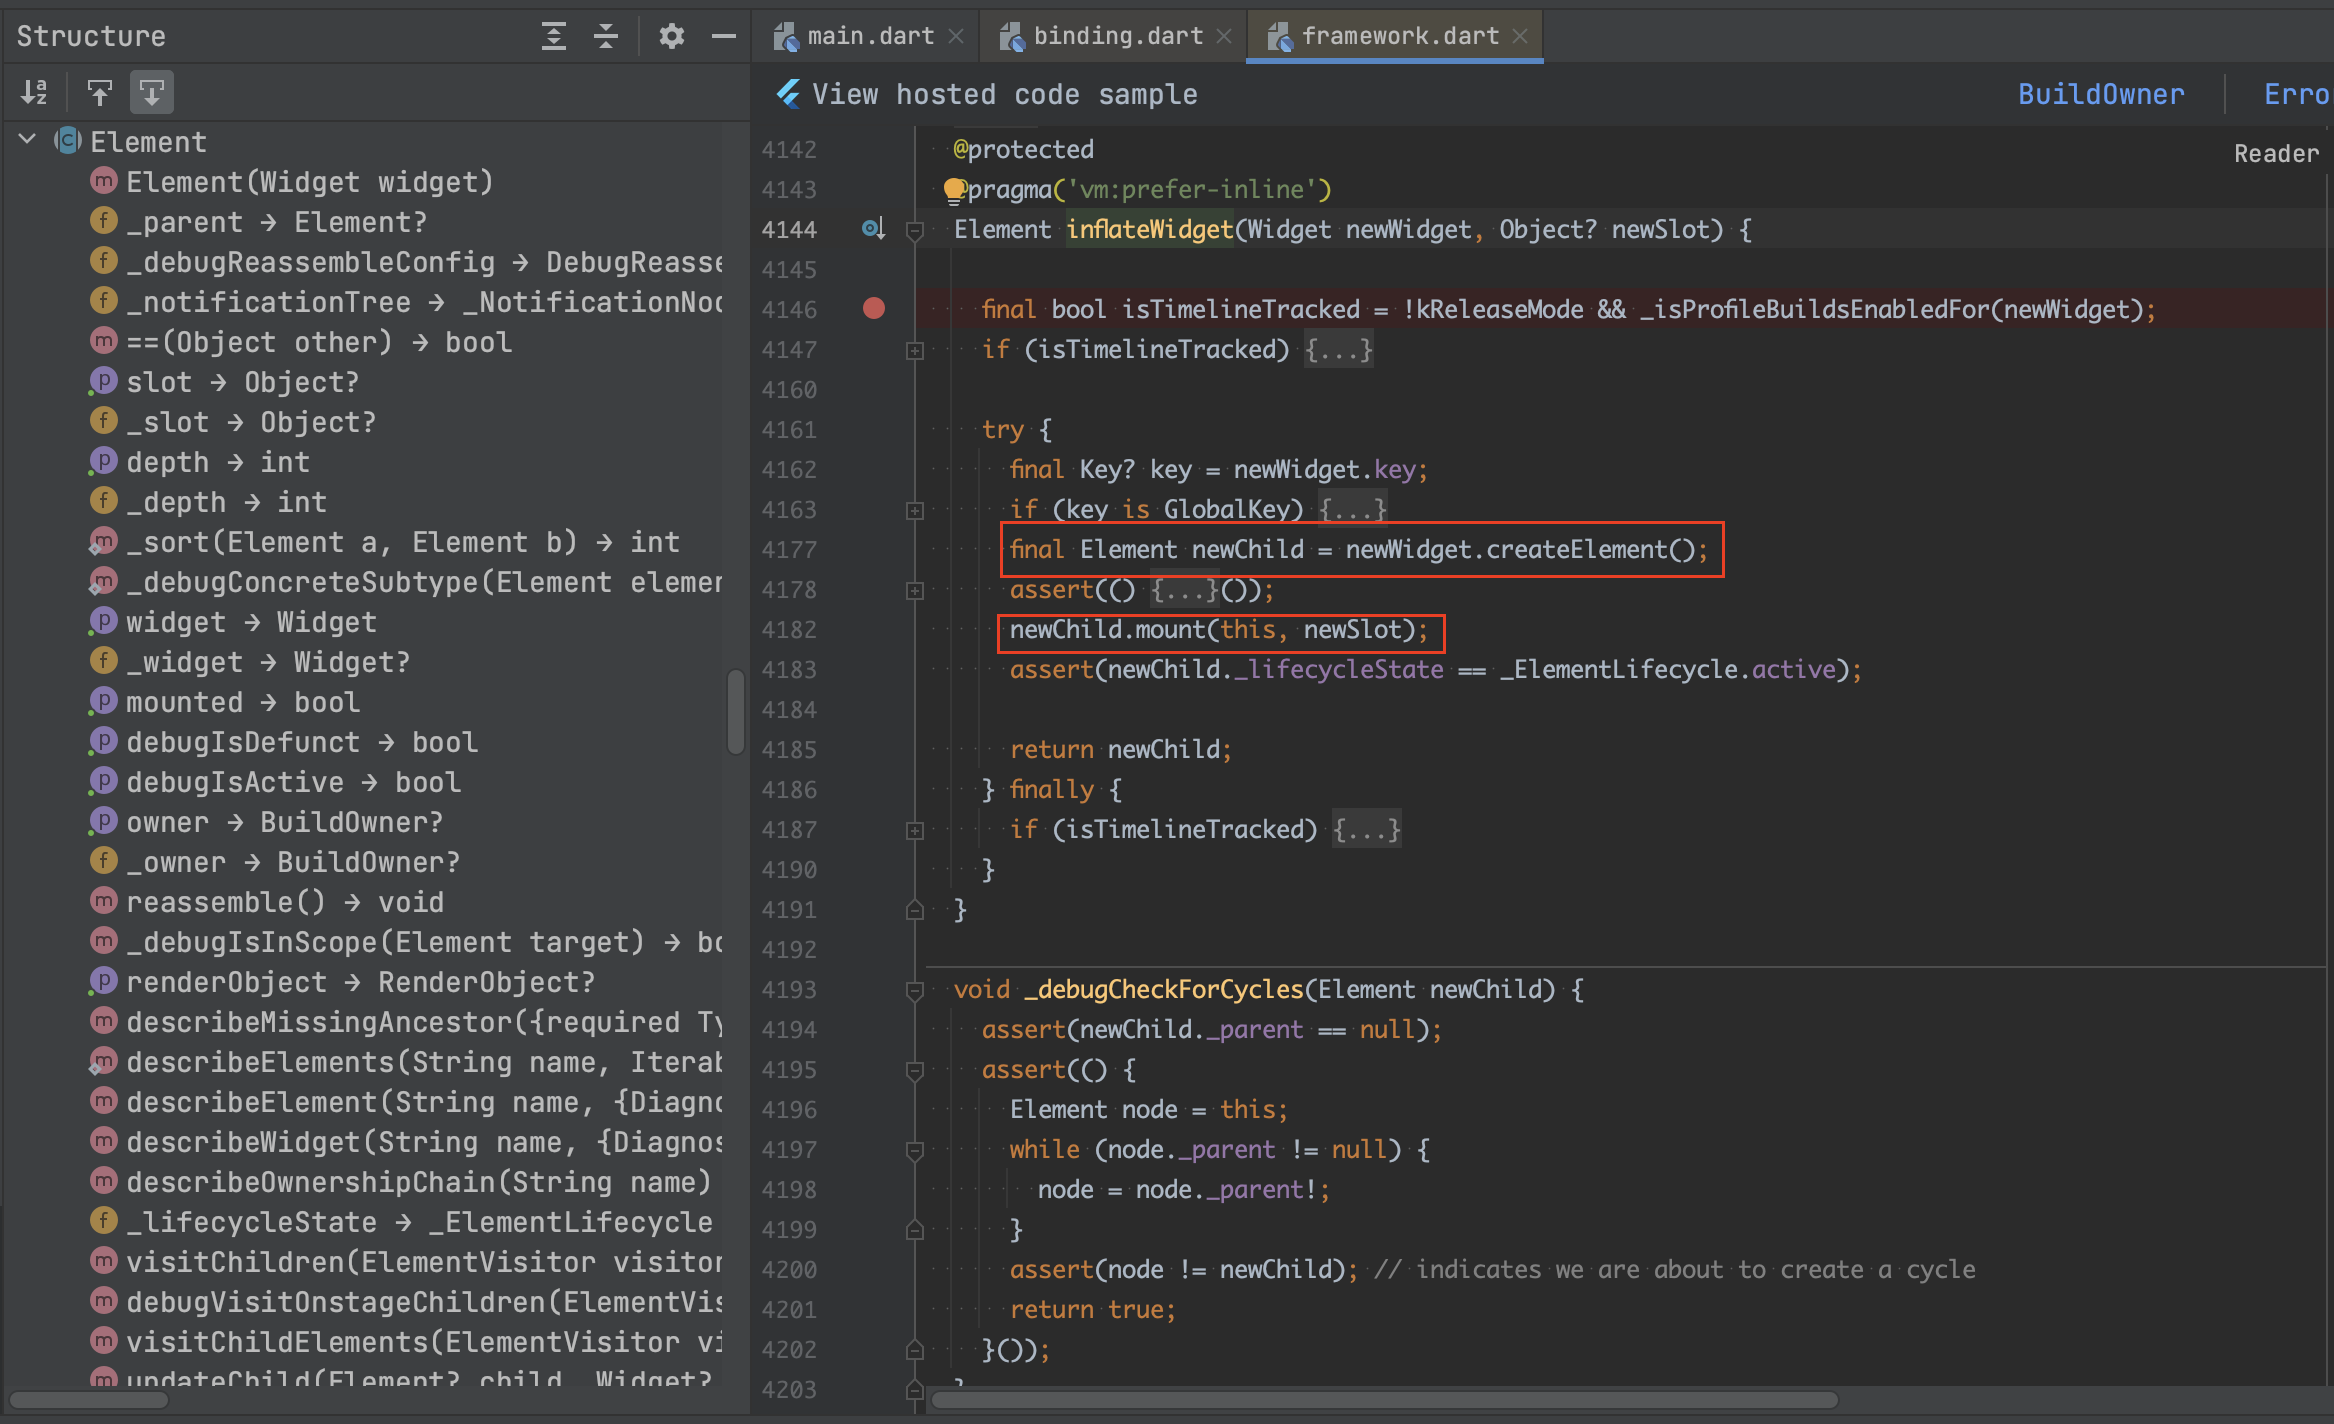 Structure
Element
Element(Widget widget)
_parent → Element?
_debugReassembleConfig → DebugReasse
_notificationTree → _NotificationNod
==(Object other) → bool
slot → Object?
_slot → Object?
depth → int
_depth → int
_sort(Element a, Element b) → int
_debugConcreteSubtype(Element elemen
widget → Widget
_widget → Widget?
mounted → bool
debugIsDefunct → bool
debugIsActive → bool
owner → BuildOwner?
_owner → BuildOwner?
reassemble() → void
_debugIsInScope(Element target) → bo
renderObject → RenderObject?
describeMissingAncestor({required Ty
describeElements(String name, Iterab
describeElement(String name, {Diagno
describeWidget(String name, {Diagnos
describeOwnershipChain(String name)
_lifecycleState → _ElementLifecycle
visitChildren(ElementVisitor visitor
debugVisitOnstageChildren(ElementVis
visitChildElements(ElementVisitor vi
updateChild(Element? child, Widget?
main.dart
binding.dart
framework.dart
View hosted code sample
BuildOwner
Erro
Reader
4142 @protected
4143 @pragma('vm:prefer-inline')
4144 Element inflateWidget(Widget newWidget, Object? newSlot) {
4145
4146 final bool isTimelineTracked = !kReleaseMode && _isProfileBuildsEnabledFor(newWidget);
4147 if (isTimelineTracked) {...}
4160
4161 try {
4162 final Key? key = newWidget.key;
4163 if (key is GlobalKey) {...}
4177 final Element newChild = newWidget.createElement();
4178 assert(() {...}());
4182 newChild.mount(this, newSlot);
4183 assert(newChild._lifecycleState == _ElementLifecycle.active);
4184
4185 return newChild;
4186 } finally {
4187 if (isTimelineTracked) {...}
4190 }
4191 }
4192
4193 void _debugCheckForCycles(Element newChild) {
4194 assert(newChild._parent == null);
4195 assert(() {
4196 Element node = this;
4197 while (node._parent != null) {
4198 node = node._parent!;
4199 }
4200 assert(node != newChild); // indicates we are about to create a cycle
4201 return true;
4202 }());
4203 }